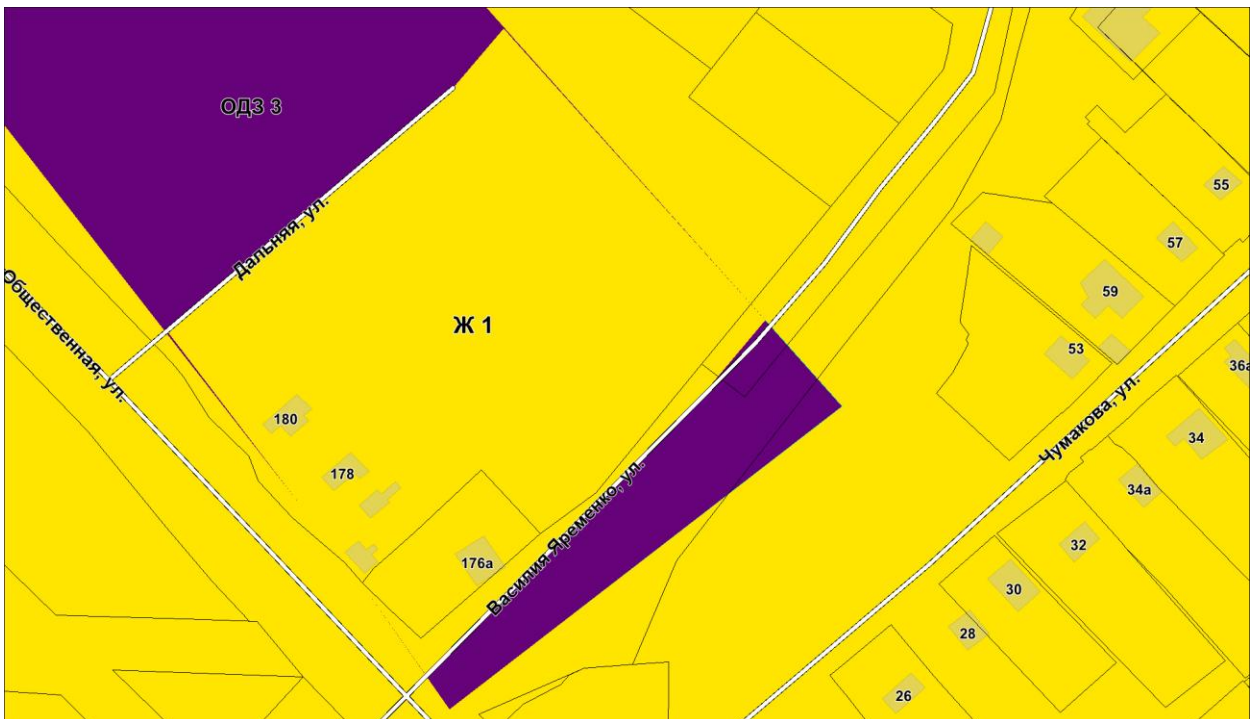 ОДЗ 3
55
Дальняя, ул.
57
Общественная, ул.
59
Ж 1
53
36а
Чумакова, ул.
180
34
178
34а
Василия Яременко, ул.
32
176а
30
28
26